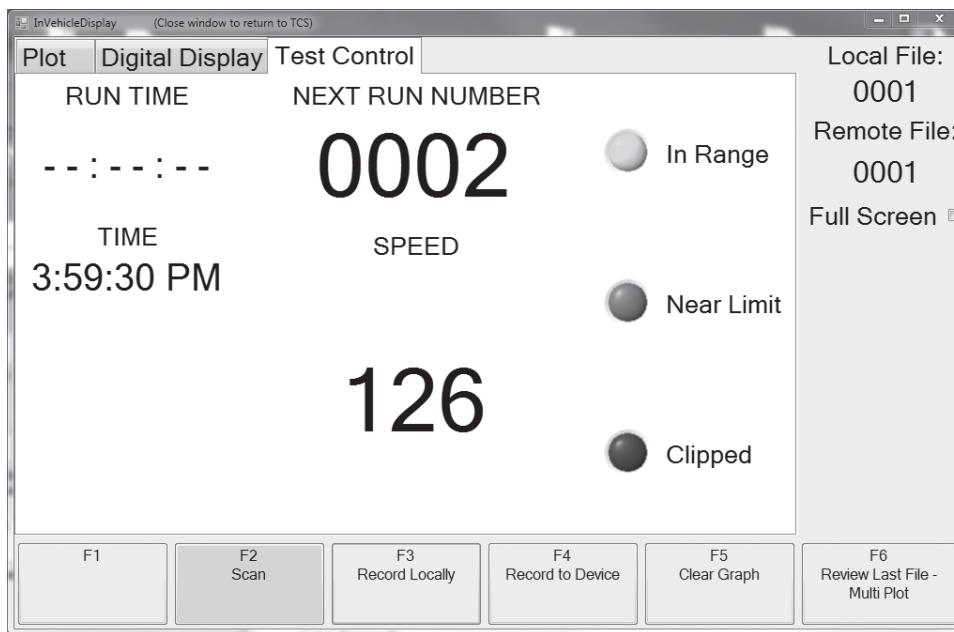 InVehicleDisplay (Close window to return to TCS)
Plot Digital Display Test Control
RUN TIME
--:--:--
TIME
3:59:30 PM
NEXT RUN NUMBER
0002
SPEED
126
In Range
Near Limit
Clipped
Local File:
0001
Remote File:
0001
Full Screen
F1
F2
Scan
F3
Record Locally
F4
Record to Device
F5
Clear Graph
F6
Review Last File -
Multi Plot